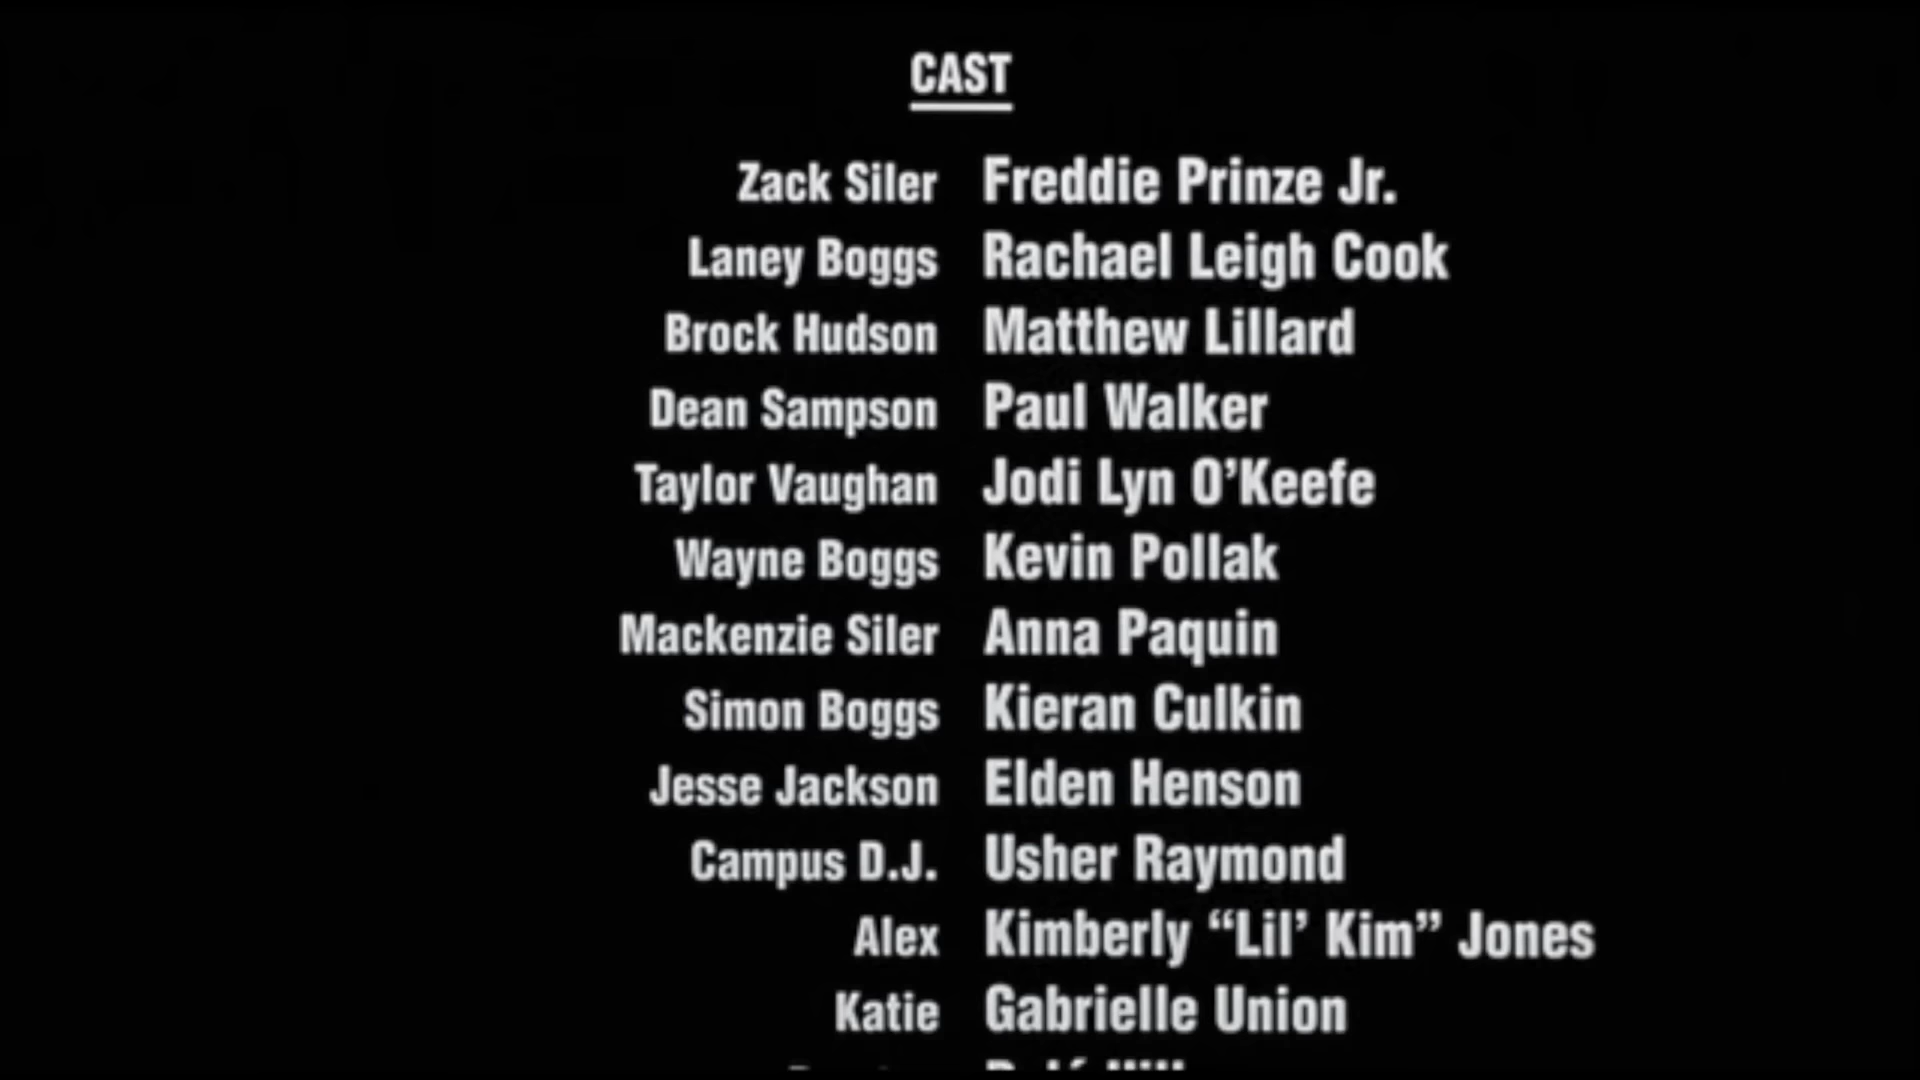 CAST
Zack Siler Freddie Prinze Jr.
Laney Boggs Rachael Leigh Cook
Brock Hudson Matthew Lillard
Dean Sampson Paul Walker
Taylor Vaughan Jodi Lyn O’Keefe
Wayne Boggs Kevin Pollak
Mackenzie Siler Anna Paquin
Simon Boggs Kieran Culkin
Jesse Jackson Elden Henson
Campus D.J. Usher Raymond
Alex Kimberly “Lil’ Kim” Jones
Katie Gabrielle Union